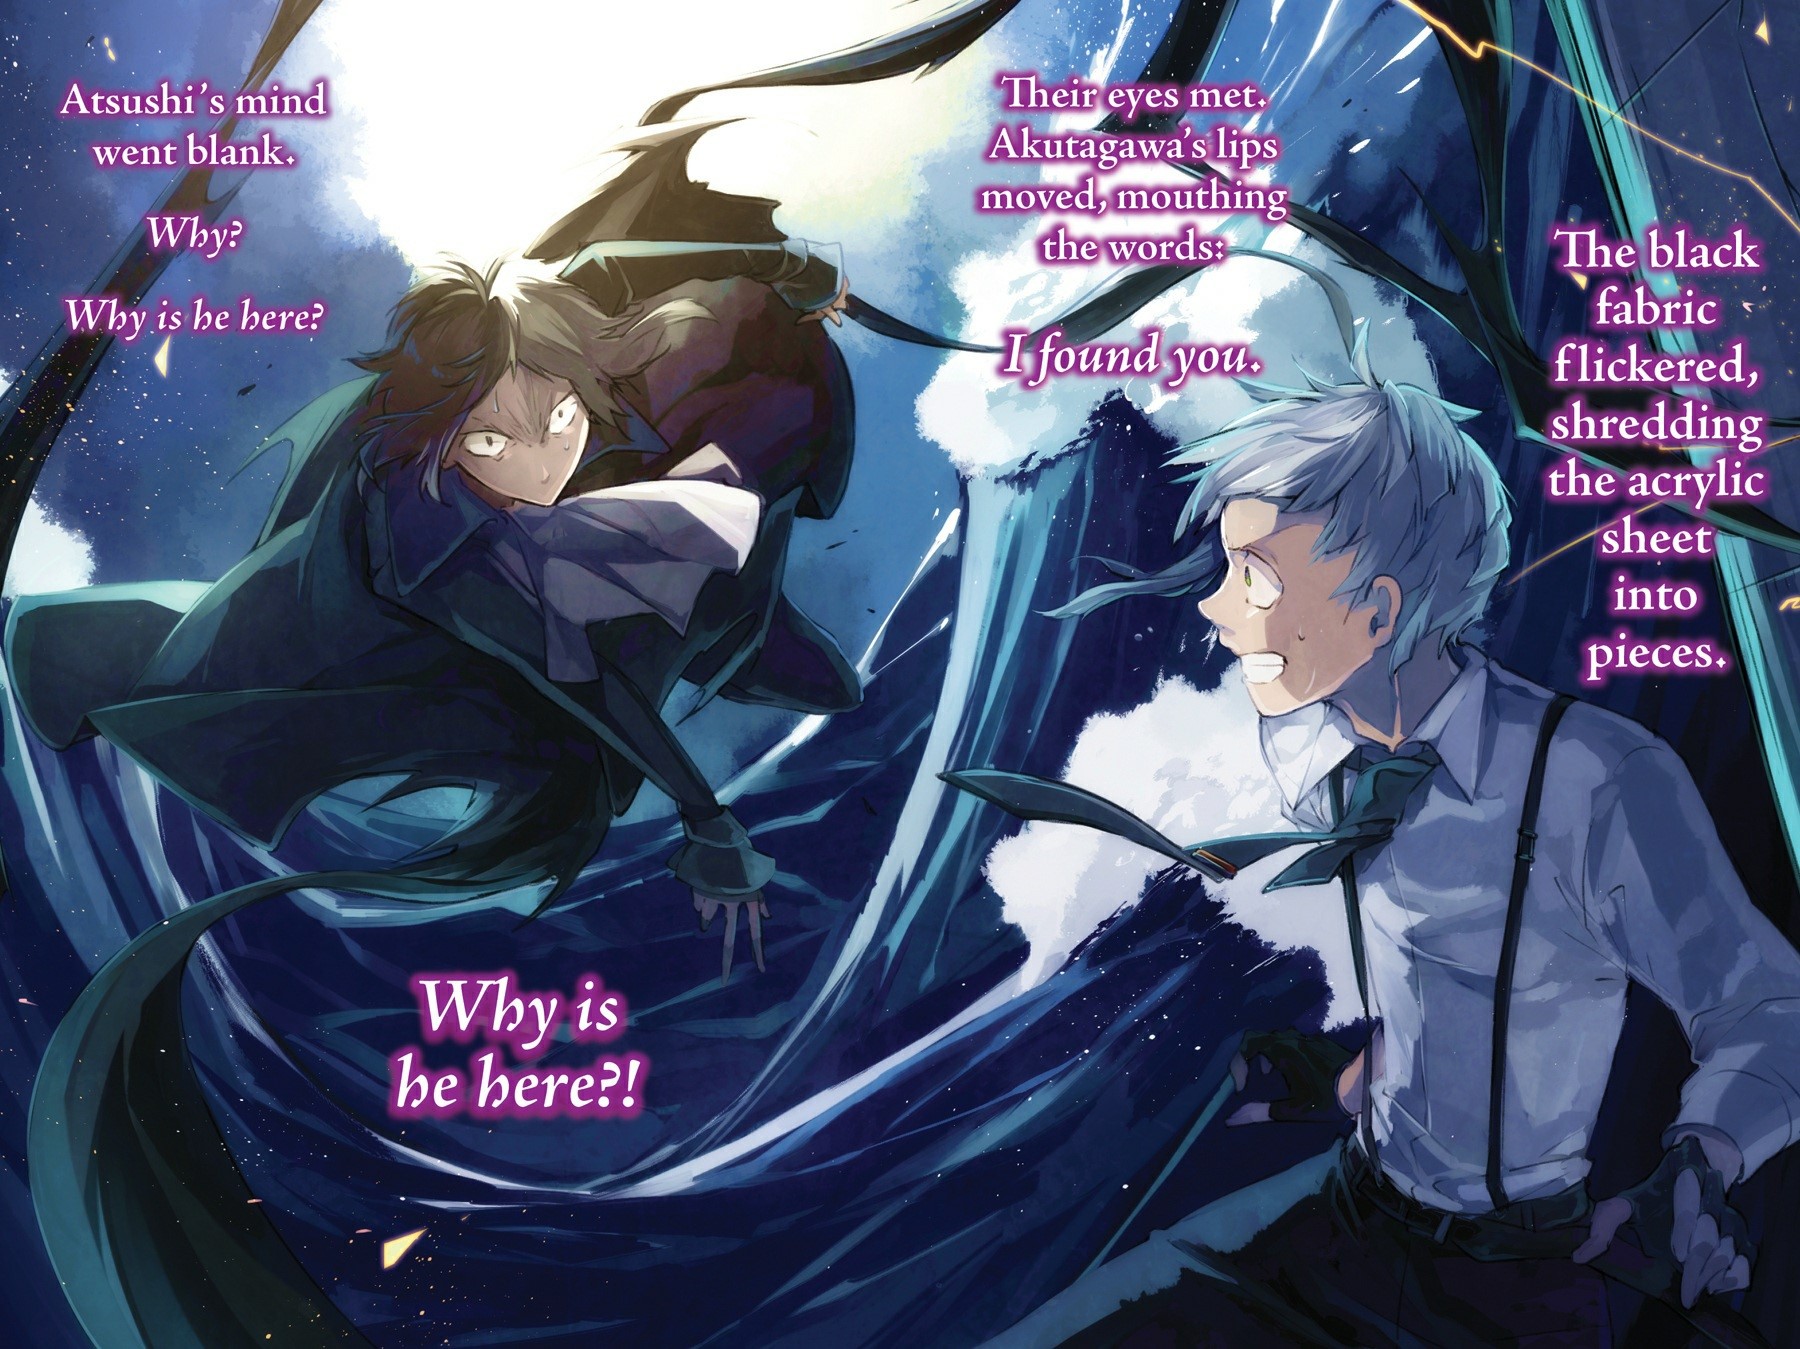 Atsushi's mind
went blank.
Why?
Why is he here?
Why is
he here?!
Their eyes met.
Akutagawa's lips
moved, mouthing
the words:
I found you.
The black
fabric
flickered,
shredding
the acrylic
sheet
into
pieces.